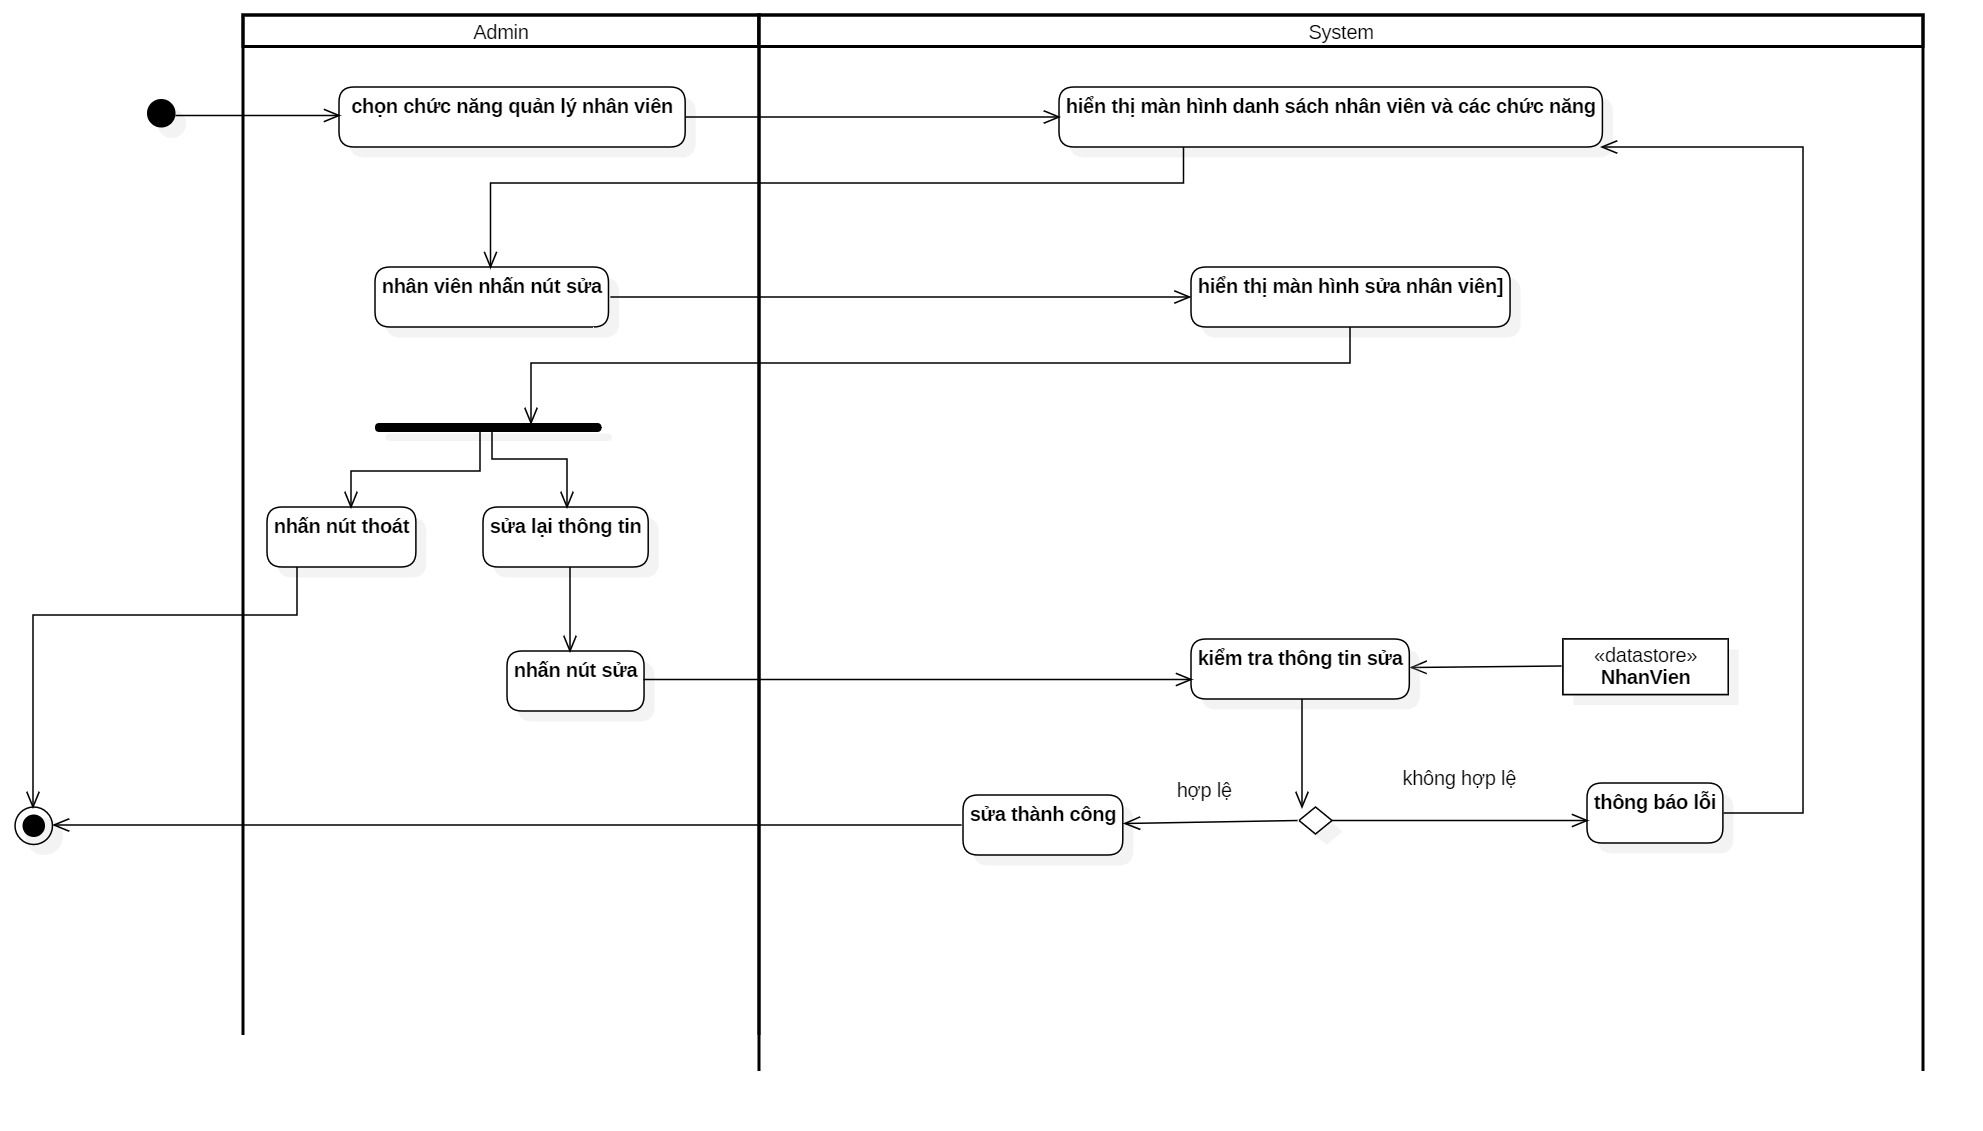 Admin
System
chọn chức năng quản lý nhân viên
hiển thị màn hình danh sách nhân viên và các chức năng
nhân viên nhấn nút sửa
hiển thị màn hình sửa nhân viên]
nhấn nút thoát
sửa lại thông tin
nhấn nút sửa
kiểm tra thông tin sửa
«datastore»
NhanVien
hợp lệ
không hợp lệ
sửa thành công
thông báo lỗi